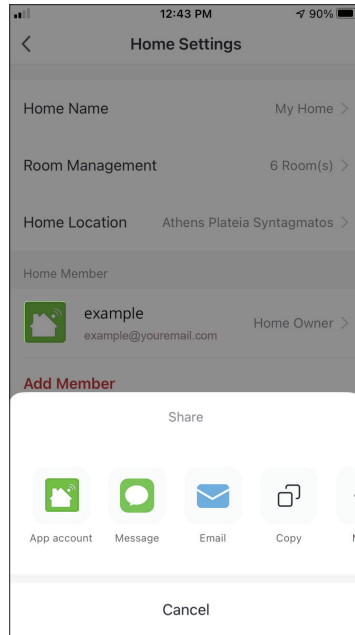 12:43 PM 90%
Home Settings
Home Name My Home
Room Management 6 Room(s)
Home Location Athens Plateia Syntagmatos
Home Member
example
example@youremail.com
Home Owner
Add Member
Share
App account Message Email Copy
Cancel